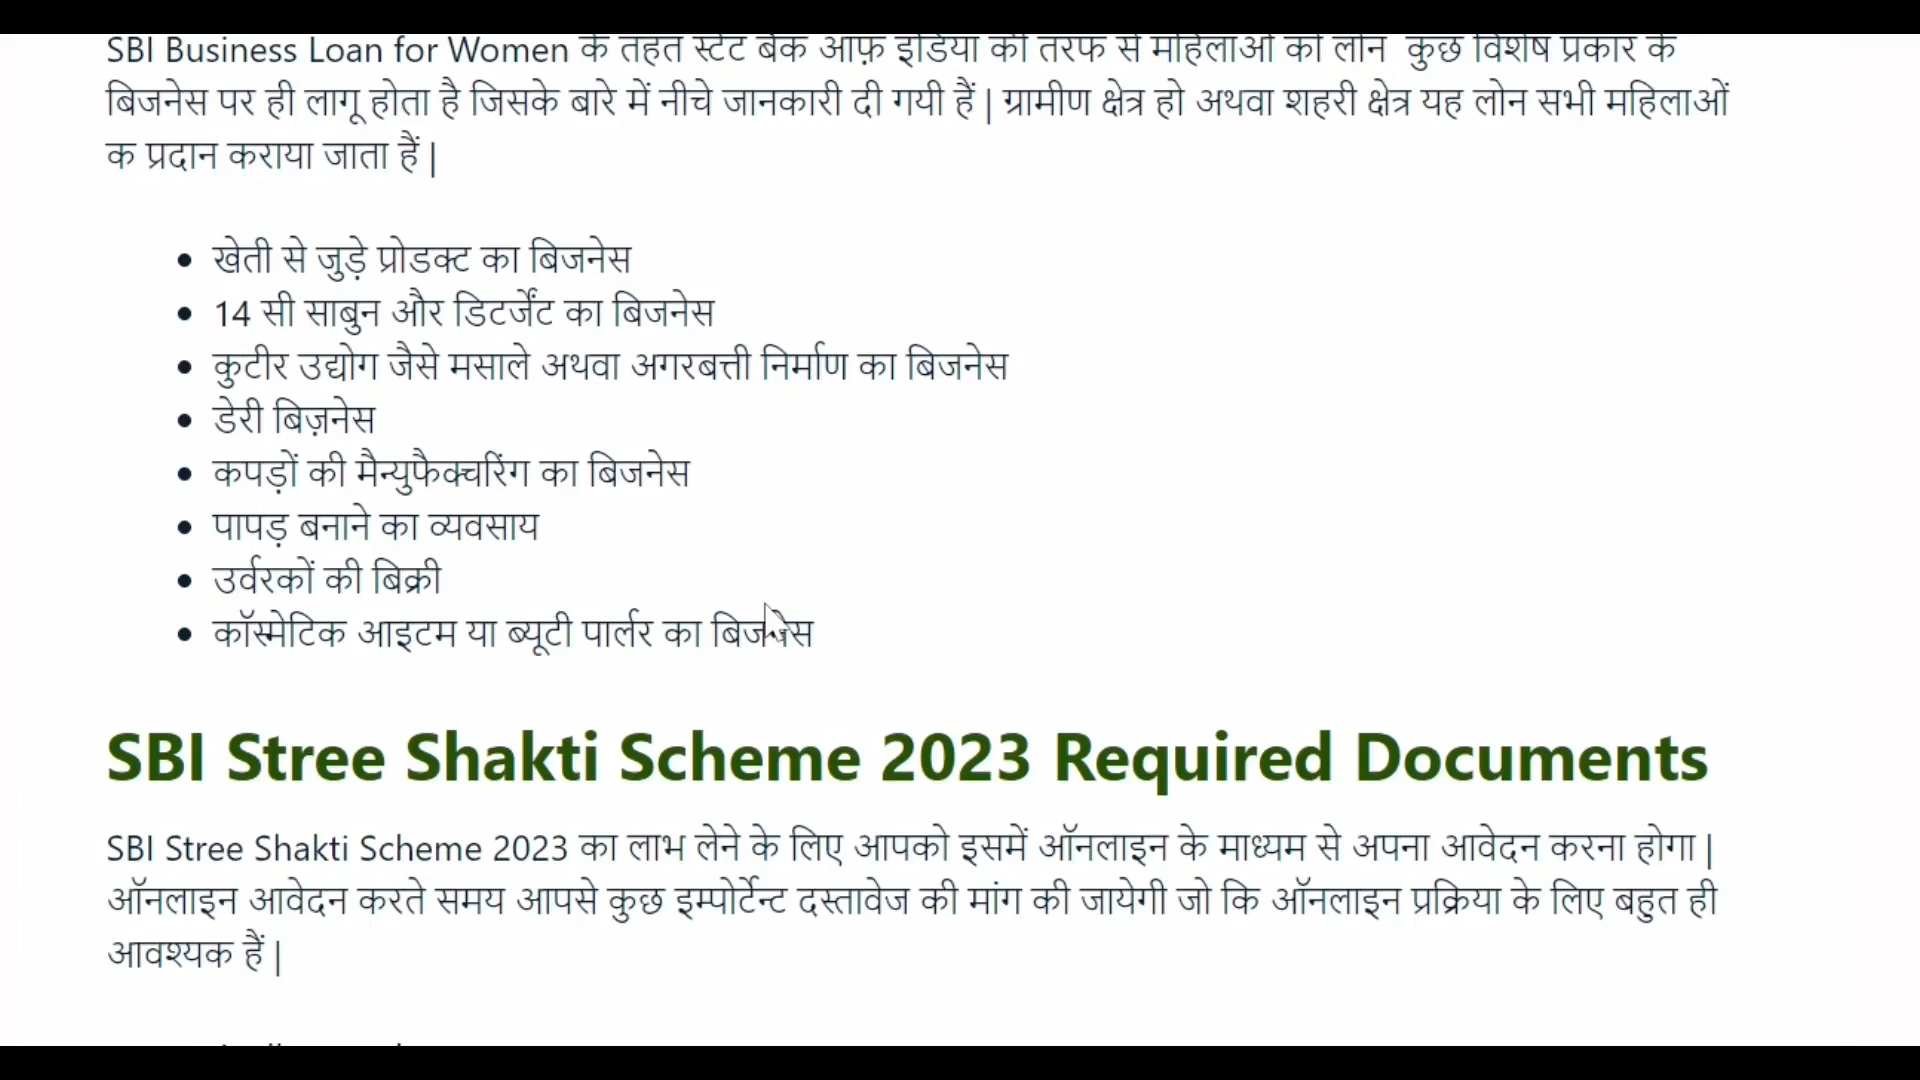 SBI Business Loan for Women के तहत स्टेट बैंक ऑफ़ इंडिया की तरफ से महिलाओं को लोन कुछ विशेष प्रकार के
बिजनेस पर ही लागू होता है जिसके बारे में नीचे जानकारी दी गयी हैं | ग्रामीण क्षेत्र हो अथवा शहरी क्षेत्र यह लोन सभी महिलाओं
क प्रदान कराया जाता हैं |
• खेती से जुड़े प्रोडक्ट का बिजनेस
• 14 सी साबुन और डिटर्जेंट का बिजनेस
• कुटीर उद्योग जैसे मसाले अथवा अगरबत्ती निर्माण का बिजनेस
• डेरी बिज़नेस
• कपड़ों की मैन्युफैक्चरिंग का बिजनेस
• पापड़ बनाने का व्यवसाय
• उर्वरकों की बिक्री
• कॉस्मेटिक आइटम या ब्यूटी पार्लर का बिजनेस
SBI Stree Shakti Scheme 2023 Required Documents
SBI Stree Shakti Scheme 2023 का लाभ लेने के लिए आपको इसमें ऑनलाइन के माध्यम से अपना आवेदन करना होगा |
ऑनलाइन आवेदन करते समय आपसे कुछ इम्पोर्टेन्ट दस्तावेज की मांग की जायेगी जो कि ऑनलाइन प्रक्रिया के लिए बहुत ही
आवश्यक हैं |